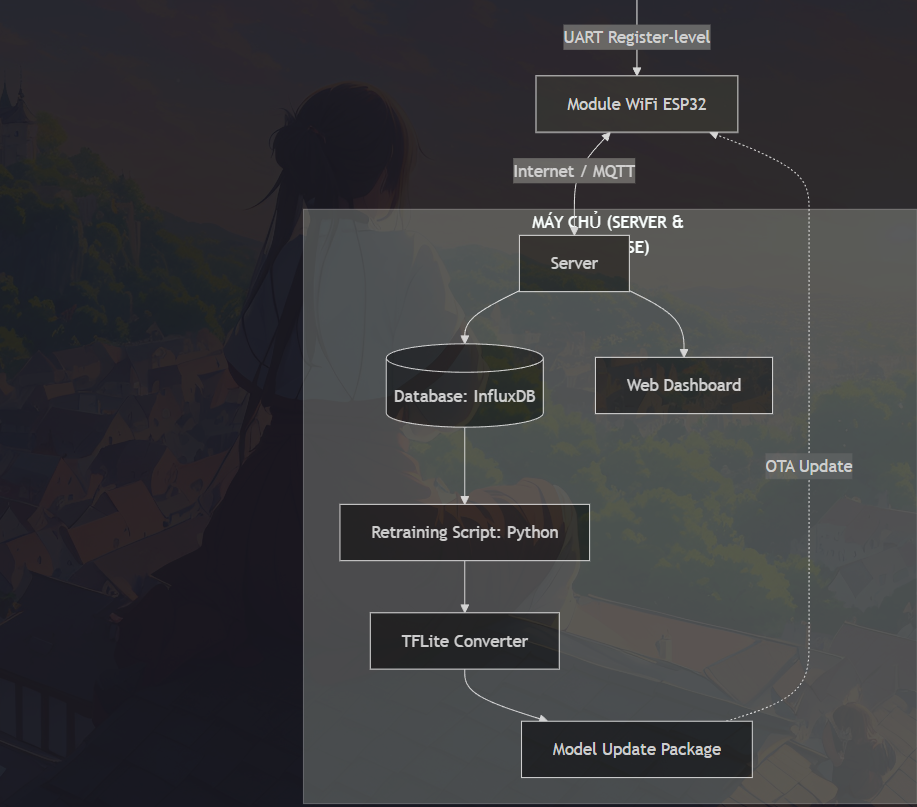 UART Register-level
Module WiFi ESP32
Internet / MQTT
MÁY CHỦ (SERVER &
SE)
Server
Database: InfluxDB
Web Dashboard
OTA Update
Retraining Script: Python
TFLite Converter
Model Update Package